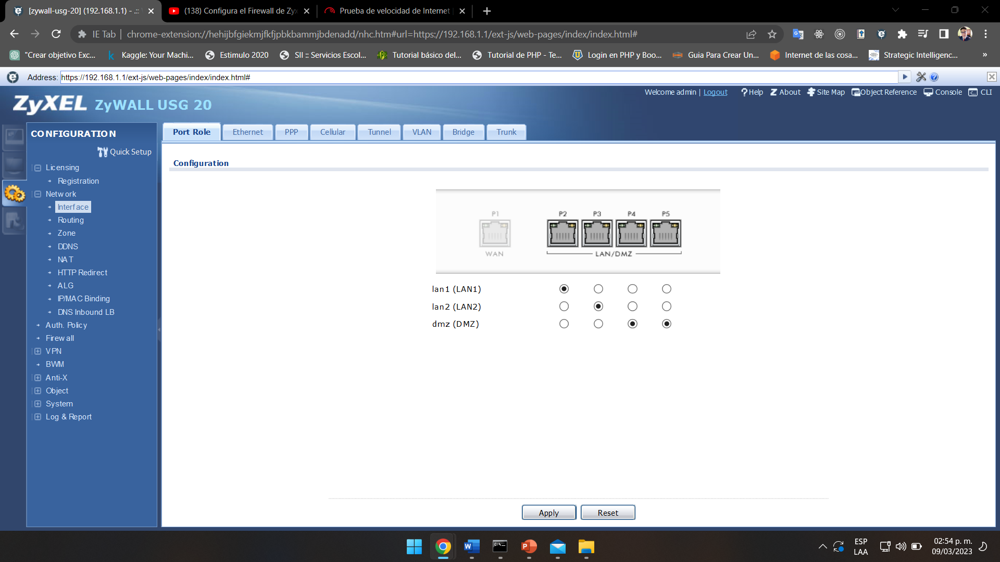 [zywall-usg-20] (192.168.1.1) - .::
(138) Configura el Firewall de Zyx
Prueba de velocidad de Internet
IE Tab
chrome-extension://hehijbfgiekmjfkfjpbkbammjbdenadd/nhc.htm#url=https://192.168.1.1/ext-js/web-pages/index/index.html#
"Crear objetivo Exc...
Kaggle: Your Machi...
Estimulo 2020
SII :: Servicios Escol...
Tutorial básico del...
Tutorial de PHP - Te...
Login en PHP y Boo...
Guia Para Crear Un...
Internet de las cosa...
Strategic Intelligenc...
»
Address: https://192.168.1.1/ext-js/web-pages/index/index.html#
ZyXEL ZyWALL USG 20
Welcome admin | Logout
?Help
Z About
Site Map
Object Reference
Console
CLI
CONFIGURATION
Quick Setup
Licensing
Registration
Network
Interface
Routing
Zone
DDNS
NAT
HTTP Redirect
ALG
IP/MAC Binding
DNS Inbound LB
Auth. Policy
Firewall
VPN
BWM
Anti-X
Object
System
Log & Report
Port Role
Ethernet
PPP
Cellular
Tunnel
VLAN
Bridge
Trunk
Configuration
P1 P2 P3 P4 P5
WAN LAN/DMZ
lan1 (LAN1)
lan2 (LAN2)
dmz (DMZ)
Apply
Reset
ESP
LAA
02:54 p. m.
09/03/2023